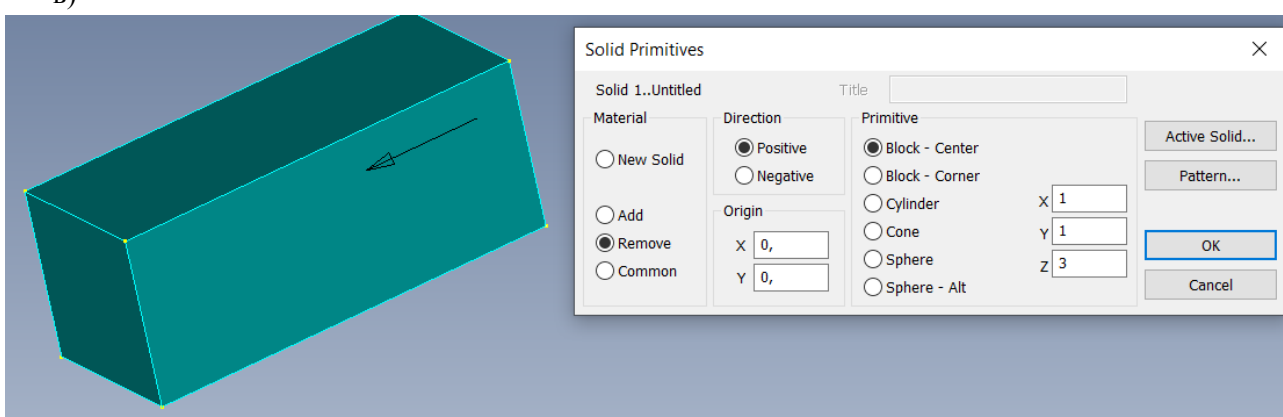 в)
Solid Primitives
Solid 1..Untitled
Title
Material
New Solid
Add
Remove
Common
Direction
Positive
Negative
Origin
X 0,
Y 0,
Primitive
Block - Center
Block - Corner
Cylinder
Cone
Sphere
Sphere - Alt
X 1
Y 1
Z 3
Active Solid...
Pattern...
OK
Cancel